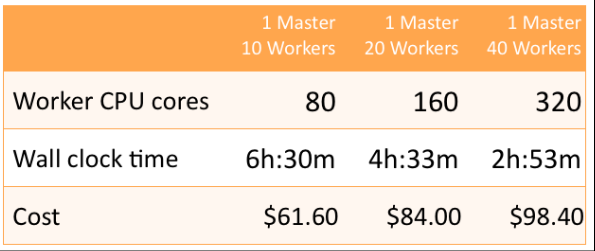 1 Master 1 Master 1 Master
10 Workers 20 Workers 40 Workers
Worker CPU cores 80 160 320
Wall clock time 6h:30m 4h:33m 2h:53m
Cost $61.60 $84.00 $98.40